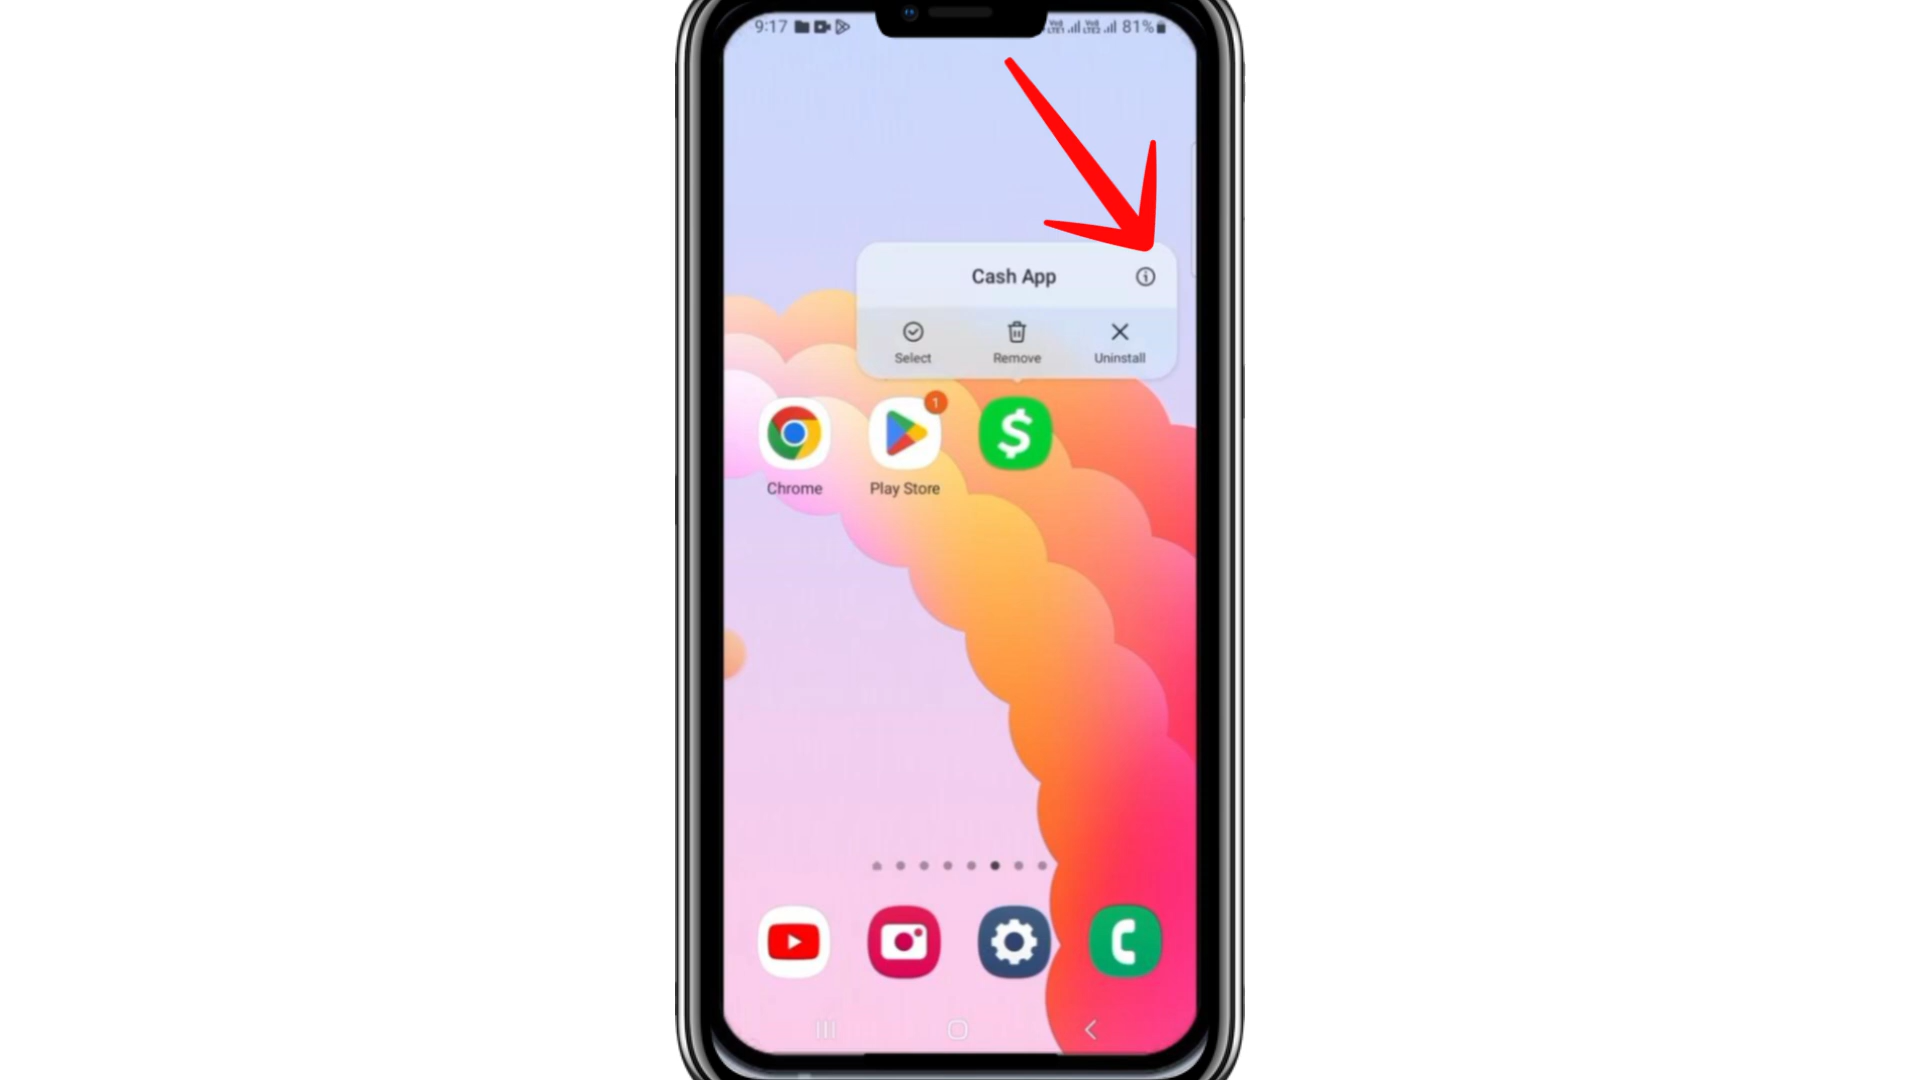 9:17 81%
Cash App
Select Remove Uninstall
1
Chrome Play Store